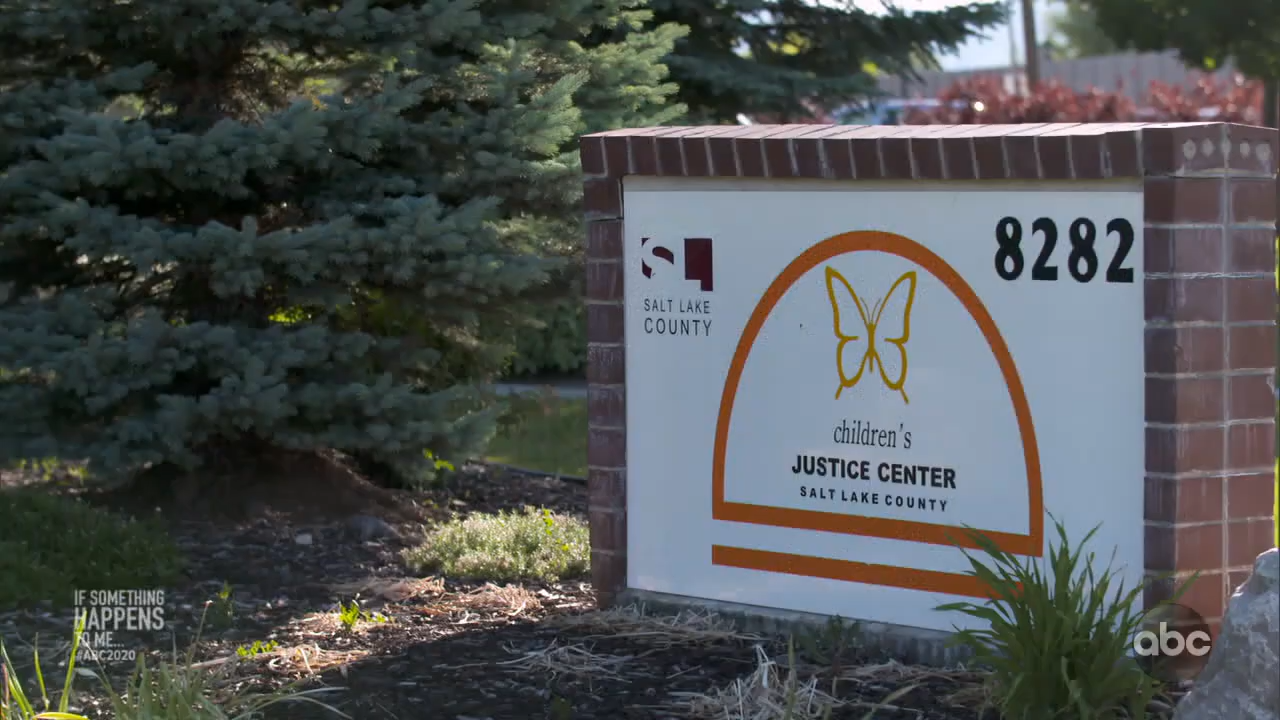 SL
SALT LAKE
COUNTY
8282
children's
JUSTICE CENTER
SALT LAKE COUNTY
IF SOMETHING
HAPPENS
TO ME...
#ABC2020
abc